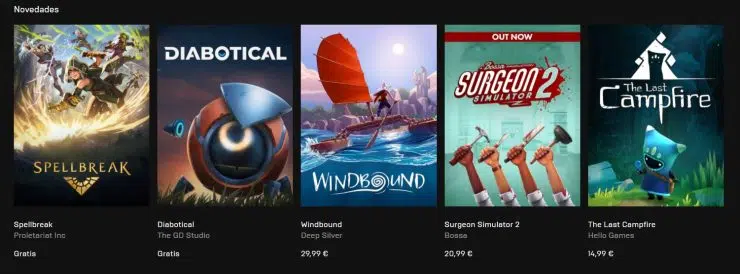 Novedades
SPELLBREAK
DIABOTICAL
WINDBOUND
OUT NOW
Bossa
SURGEON
SIMULATOR 2
The Last
Campfire
Spellbreak
Proletariat Inc
Gratis
Diabotical
The GD Studio
Gratis
Windbound
Deep Silver
29,99 €
Surgeon Simulator 2
Bossa
20,99 €
The Last Campfire
Hello Games
14,99 €